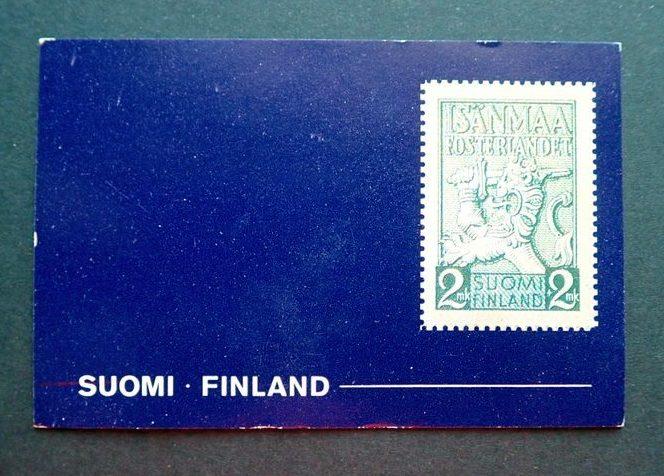 ISÄNMAA
FOSTERLANDET
2 mk SUOMI 2 mk
FINLAND
SUOMI · FINLAND